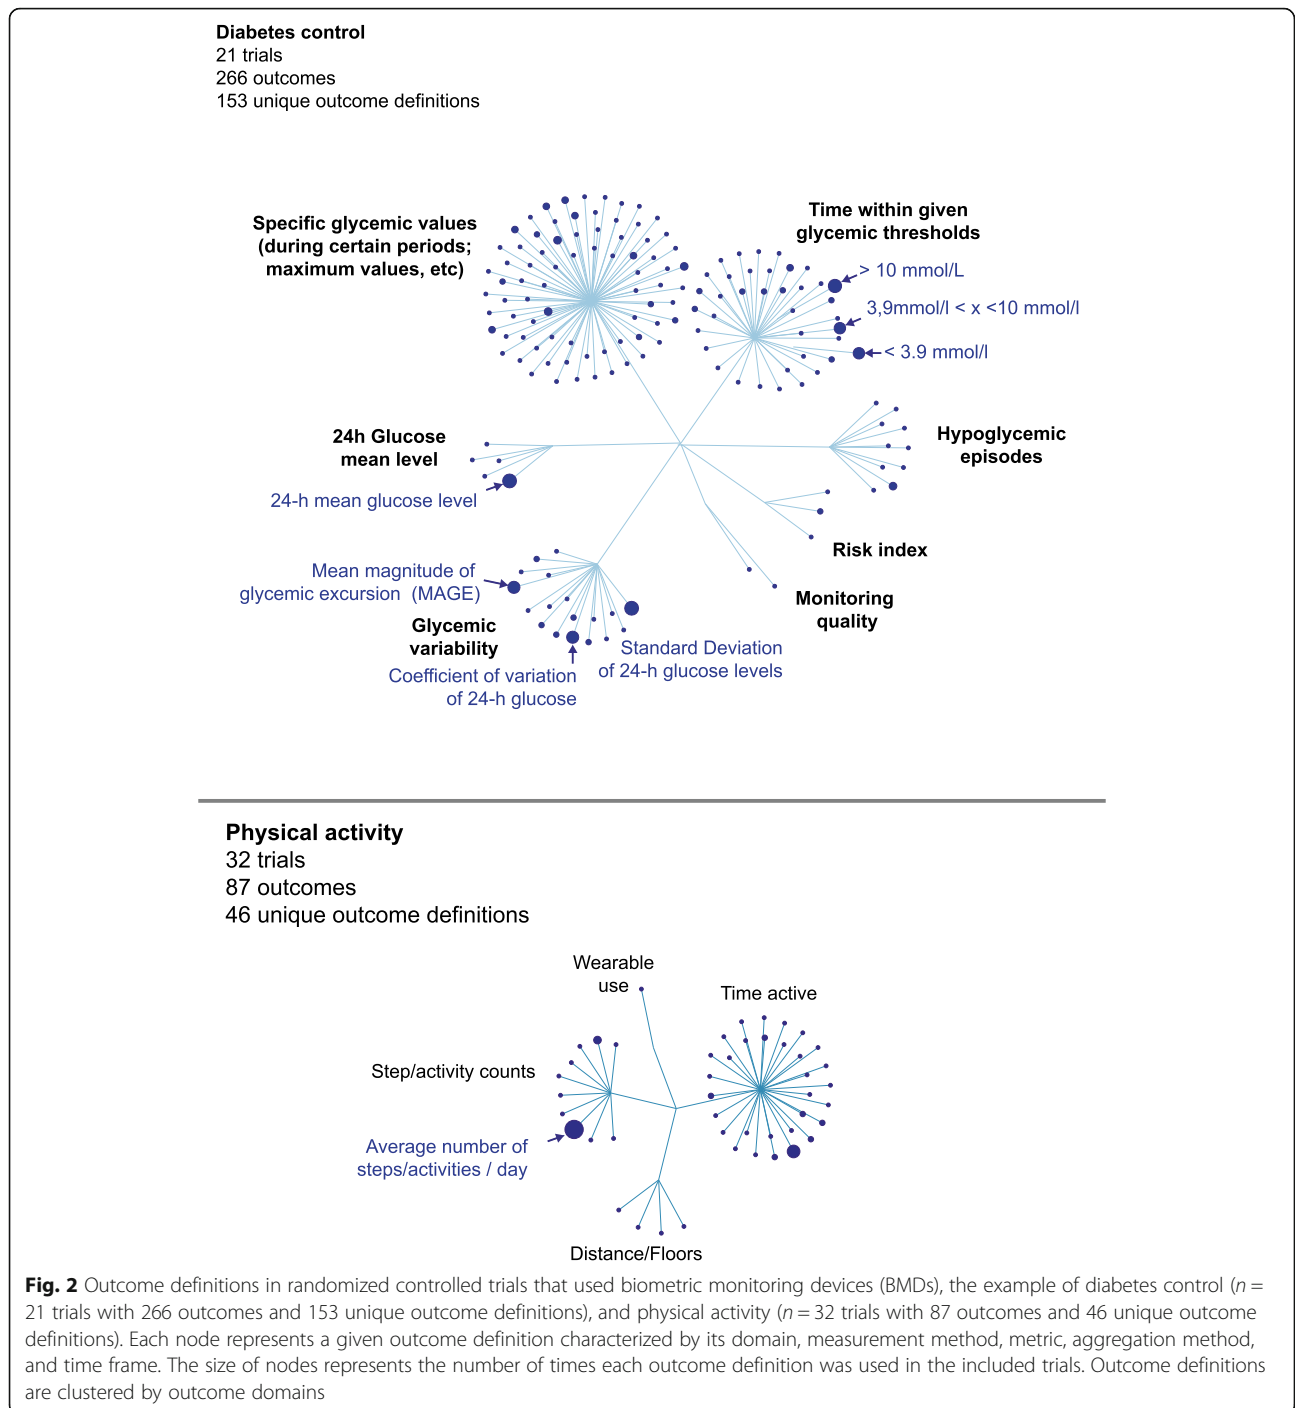 Diabetes control
21 trials
266 outcomes
153 unique outcome definitions
Specific glycemic values
(during certain periods;
maximum values, etc)
Time within given
glycemic thresholds
> 10 mmol/L
3,9mmol/l < x <10 mmol/l
< 3.9 mmol/l
24h Glucose
mean level
24-h mean glucose level
Hypoglycemic
episodes
Risk index
Monitoring
quality
Mean magnitude of
glycemic excursion (MAGE)
Glycemic
variability
Standard Deviation
of 24-h glucose levels
Coefficient of variation
of 24-h glucose
Physical activity
32 trials
87 outcomes
46 unique outcome definitions
Wearable
use
Time active
Step/activity counts
Average number of
steps/activities / day
Distance/Floors
Fig. 2 Outcome definitions in randomized controlled trials that used biometric monitoring devices (BMDs), the example of diabetes control (n =
21 trials with 266 outcomes and 153 unique outcome definitions), and physical activity (n = 32 trials with 87 outcomes and 46 unique outcome
definitions). Each node represents a given outcome definition characterized by its domain, measurement method, metric, aggregation method,
and time frame. The size of nodes represents the number of times each outcome definition was used in the included trials. Outcome definitions
are clustered by outcome domains